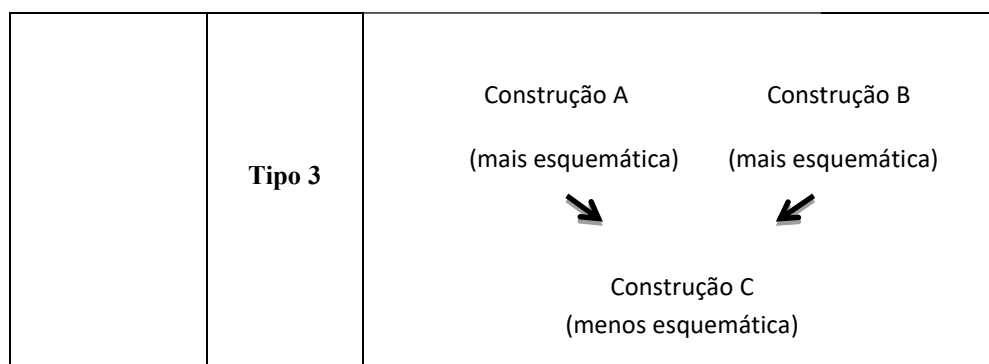 Construção A Construção B
Tipo 3
(mais esquemática) (mais esquemática)
Construção C
(menos esquemática)